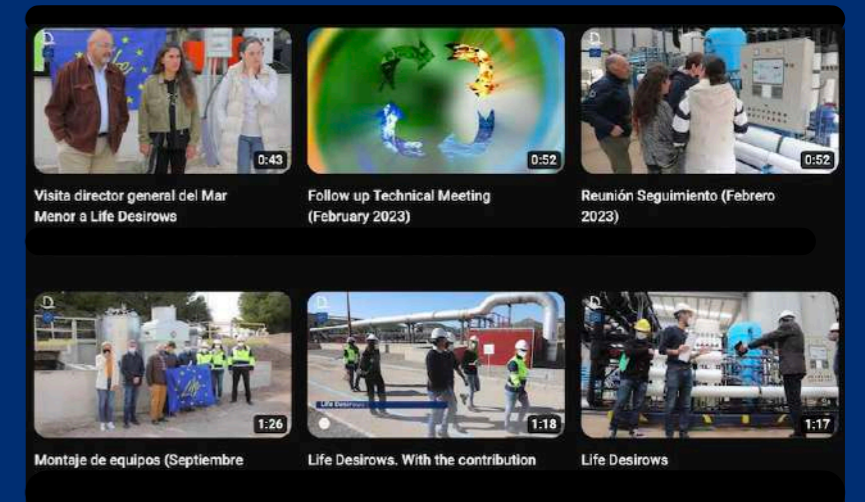 Life
0:43
0:52
0:52
Visita director general del Mar
Menor a Life Desirows
Follow up Technical Meeting
(February 2023)
Reunión Seguimiento (Febrero
2023)
Life
1:26
Life Desirows
1:18
1:17
Montaje de equipos (Septiembre
Life Desirows. With the contribution
Life Desirows